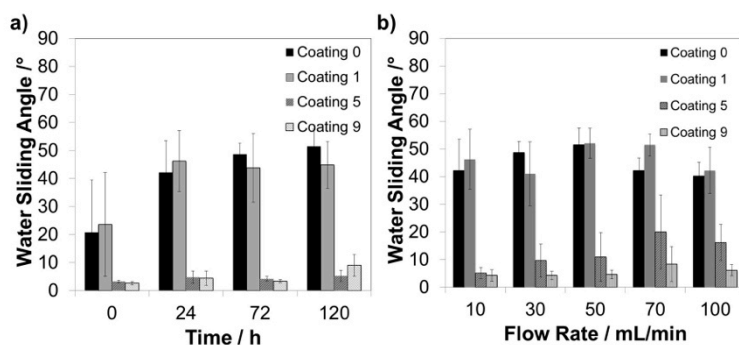 a)
Water Sliding Angle /°
90
80
70
60
50
40
30
20
10
0
Coating 0
Coating 1
Coating 5
Coating 9
0 24 72 120
Time / h
b)
Water Sliding Angle /°
90
80
70
60
50
40
30
20
10
0
Coating 0
Coating 1
Coating 5
Coating 9
10 30 50 70 100
Flow Rate / mL/min